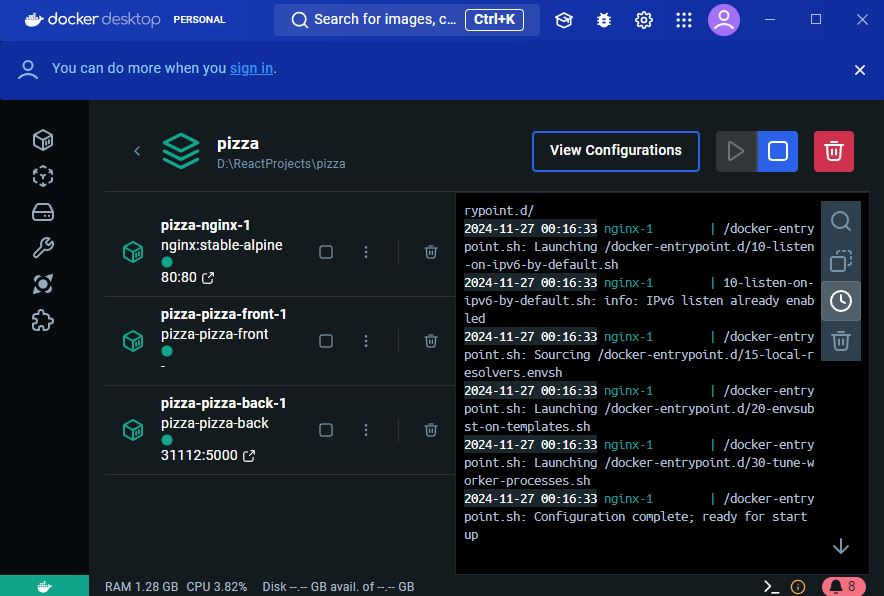 docker desktop PERSONAL Search for images, c... Ctrl+K
You can do more when you sign in.
pizza
D:\ReactProjects\pizza
View Configurations
pizza-nginx-1
nginx:stable-alpine
80:80
pizza-pizza-front-1
pizza-pizza-front
-
pizza-pizza-back-1
pizza-pizza-back
31112:5000
rypoint.d/
2024-11-27 00:16:33 nginx-1 | /docker-entry
point.sh: Launching /docker-entrypoint.d/10-listen
-on-ipv6-by-default.sh
2024-11-27 00:16:33 nginx-1 | 10-listen-on-
ipv6-by-default.sh: info: IPv6 listen already enab
led
2024-11-27 00:16:33 nginx-1 | /docker-entry
point.sh: Sourcing /docker-entrypoint.d/15-local-r
esolvers.envsh
2024-11-27 00:16:33 nginx-1 | /docker-entry
point.sh: Launching /docker-entrypoint.d/20-envsub
st-on-templates.sh
2024-11-27 00:16:33 nginx-1 | /docker-entry
point.sh: Launching /docker-entrypoint.d/30-tune-w
orker-processes.sh
2024-11-27 00:16:33 nginx-1 | /docker-entry
point.sh: Configuration complete; ready for start
up
RAM 1.28 GB CPU 3.82% Disk --.-- GB avail. of --.-- GB
8